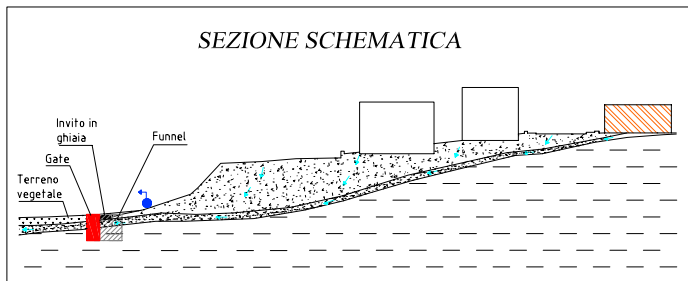 SEZIONE SCHEMATICA
Invito in
ghiaia
Funnel
Gate
Terreno
vegetale